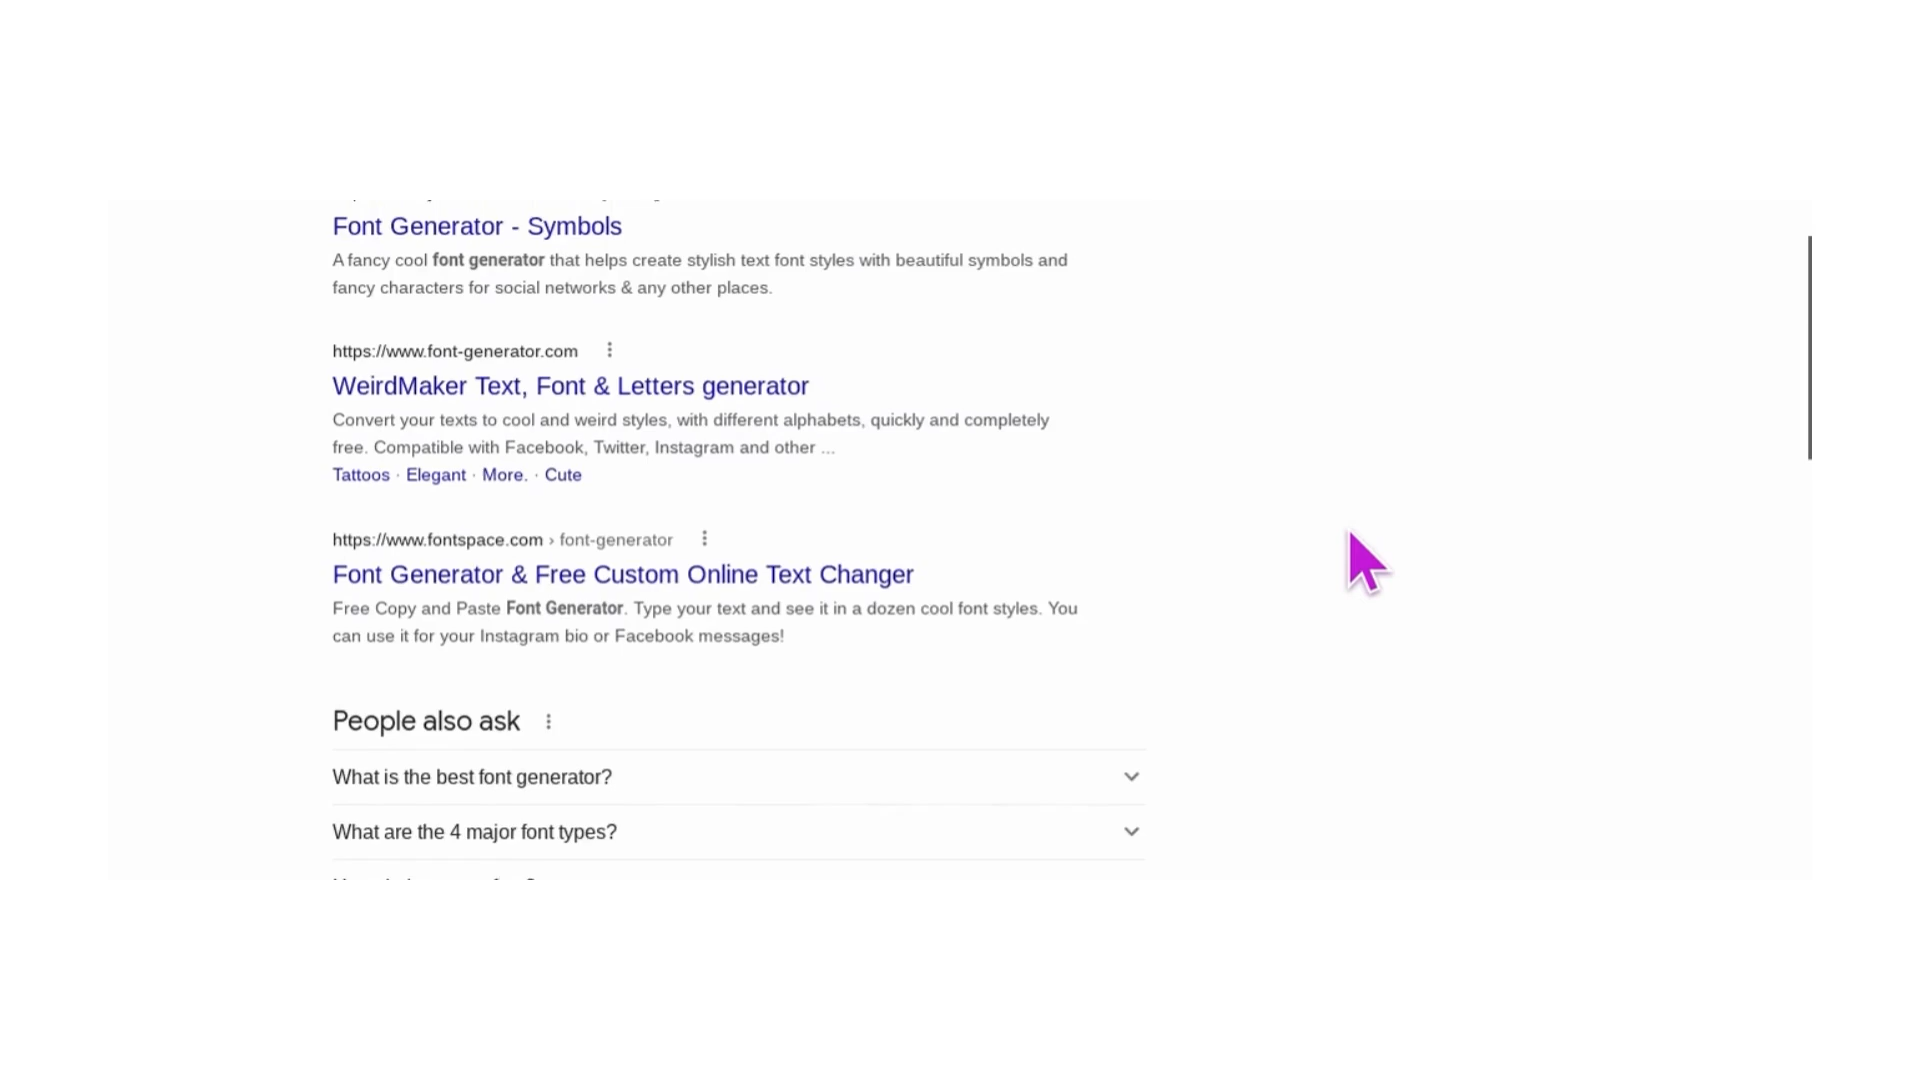 Font Generator - Symbols
A fancy cool font generator that helps create stylish text font styles with beautiful symbols and
fancy characters for social networks & any other places.
https://www.font-generator.com
WeirdMaker Text, Font & Letters generator
Convert your texts to cool and weird styles, with different alphabets, quickly and completely
free. Compatible with Facebook, Twitter, Instagram and other ...
Tattoos · Elegant · More. · Cute
https://www.fontspace.com › font-generator
Font Generator & Free Custom Online Text Changer
Free Copy and Paste Font Generator. Type your text and see it in a dozen cool font styles. You
can use it for your Instagram bio or Facebook messages!
People also ask
What is the best font generator?
What are the 4 major font types?